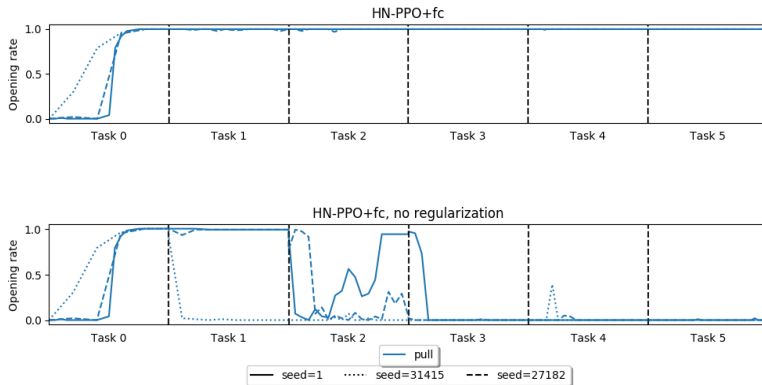 HN-PPO+fc
Opening rate
1.0
0.5
0.0
Task 0 Task 1 Task 2 Task 3 Task 4 Task 5
HN-PPO+fc, no regularization
Opening rate
1.0
0.5
0.0
Task 0 Task 1 Task 2 Task 3 Task 4 Task 5
pull
seed=1 seed=31415 seed=27182